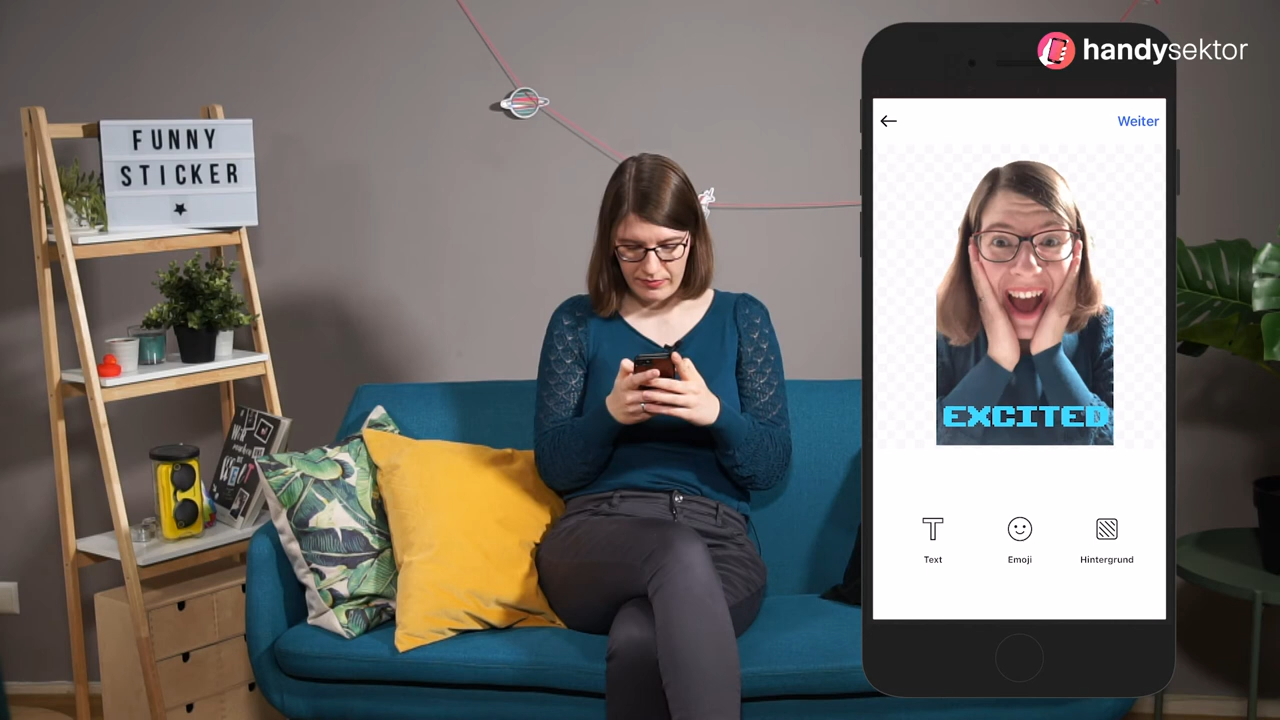 FUNNY
STICKER
handysektor
Weiter
EXCITED
Text
Emoji
Hintergrund